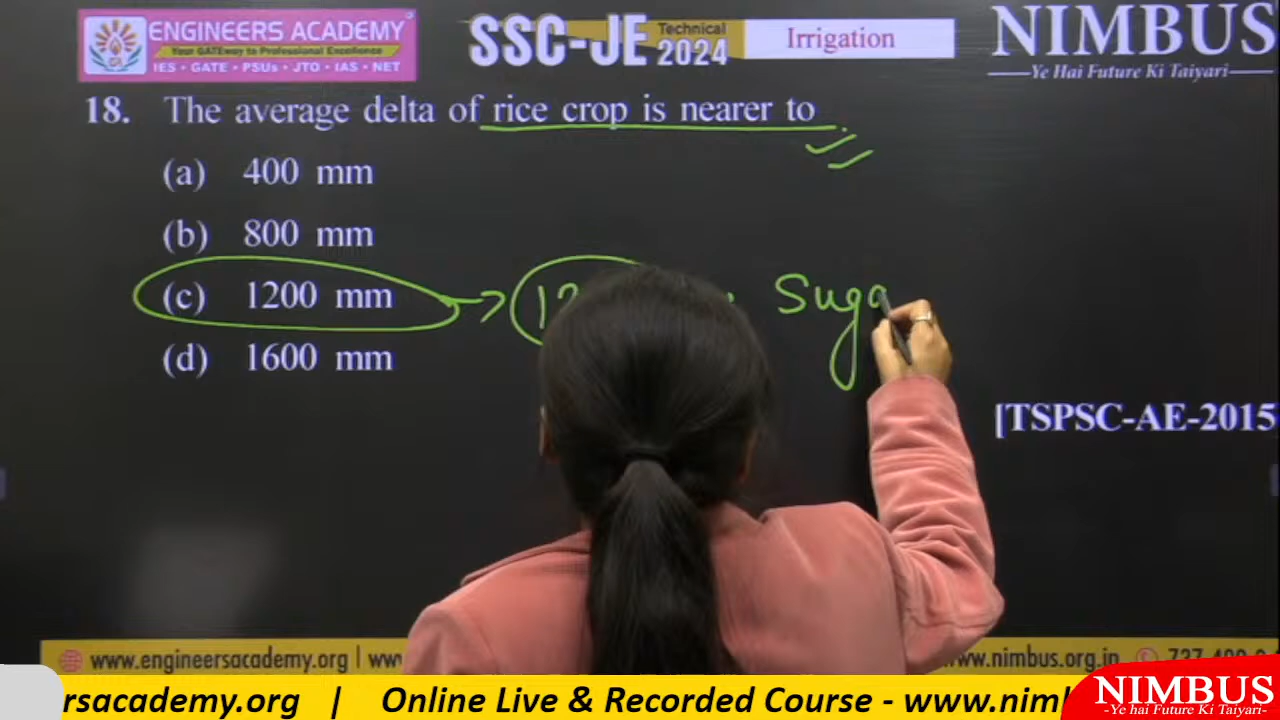 ENGINEERS ACADEMY
Your GATEway to Professional Excellence
IES • GATE • PSUs • JTO • IAS • NET
SSC-JE Technical 2024
Irrigation
NIMBUS
Ye Hai Future Ki Taiyari
18. The average delta of rice crop is nearer to
(a) 400 mm
(b) 800 mm
(c) 1200 mm → 12 Suga
(d) 1600 mm
[TSPSC-AE-2015
www.engineersacademy.org | ww
www.nimbus.org.in
ersacademy.org | Online Live & Recorded Course - www.nim
NIMBUS
-Ye hai Future Ki Taiyari-